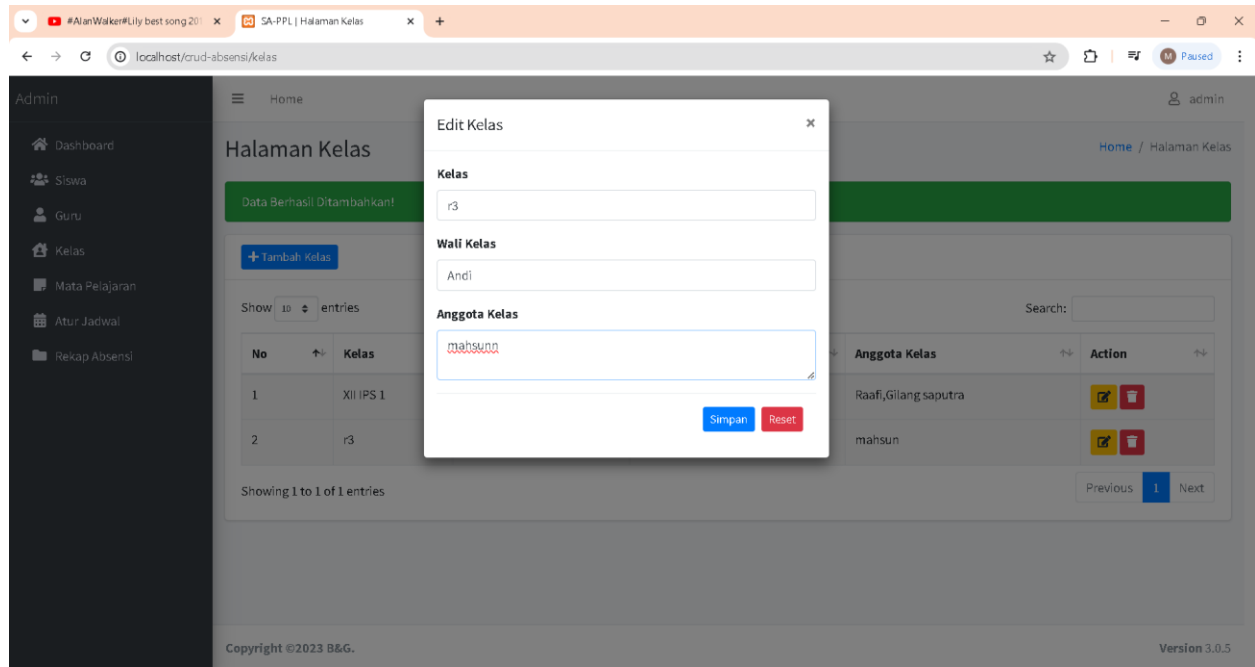 #AlanWalker#Lily best song 201
SA-PPL | Halaman Kelas
localhost/crud-absensi/kelas
M Paused
Admin
Home
admin
Dashboard
Siswa
Guru
Kelas
Mata Pelajaran
Atur Jadwal
Rekap Absensi
Halaman Kelas
Home / Halaman Kelas
Data Berhasil Ditambahkan!
Tambah Kelas
Show 10 entries
Search:
No Kelas Anggota Kelas Action
1 XII IPS 1 Raafi,Gilang saputra
2 r3 mahsun
Showing 1 to 1 of 1 entries
Previous 1 Next
Edit Kelas
Kelas
r3
Wali Kelas
Andi
Anggota Kelas
mahsunn
Simpan Reset
Copyright ©2023 B&G.
Version 3.0.5